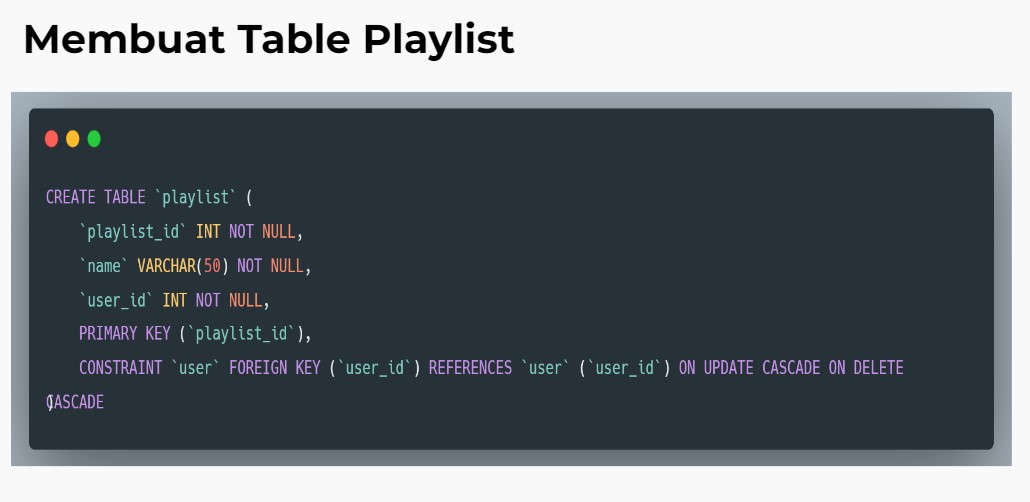 Membuat Table Playlist
CREATE TABLE `playlist` (
`playlist_id` INT NOT NULL,
`name` VARCHAR(50) NOT NULL,
`user_id` INT NOT NULL,
PRIMARY KEY (`playlist_id`),
CONSTRAINT `user` FOREIGN KEY (`user_id`) REFERENCES `user` (`user_id`) ON UPDATE CASCADE ON DELETE
CASCADE
)